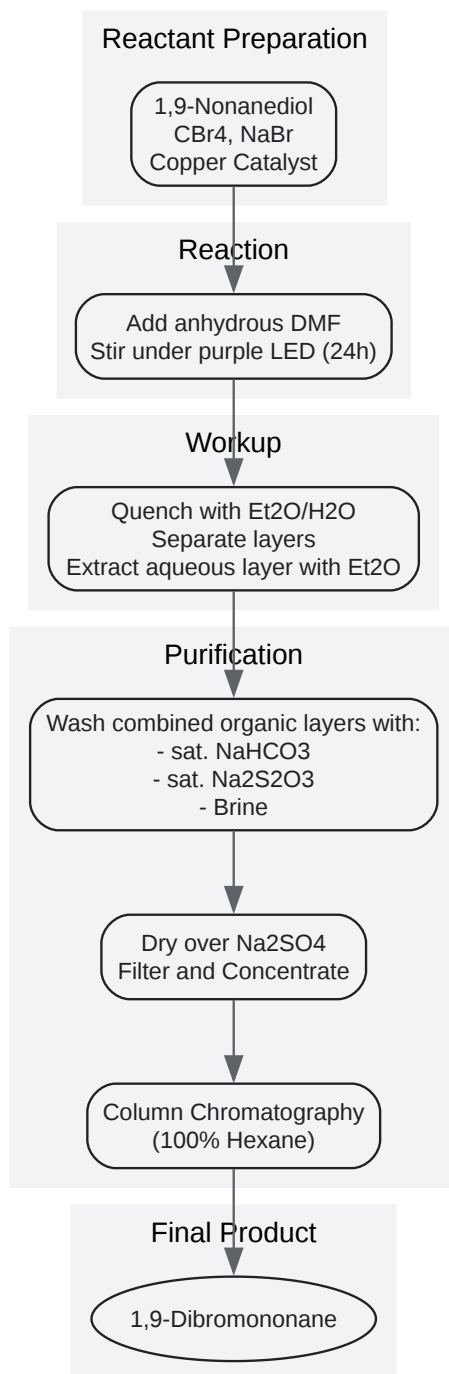 Reactant Preparation
1,9-Nonanediol
CBr4, NaBr
Copper Catalyst
Reaction
Add anhydrous DMF
Stir under purple LED (24h)
Workup
Quench with Et2O/H2O
Separate layers
Extract aqueous layer with Et2O
Purification
Wash combined organic layers with:
- sat. NaHCO3
- sat. Na2S2O3
- Brine
Dry over Na2SO4
Filter and Concentrate
Column Chromatography
(100% Hexane)
Final Product
1,9-Dibromononane